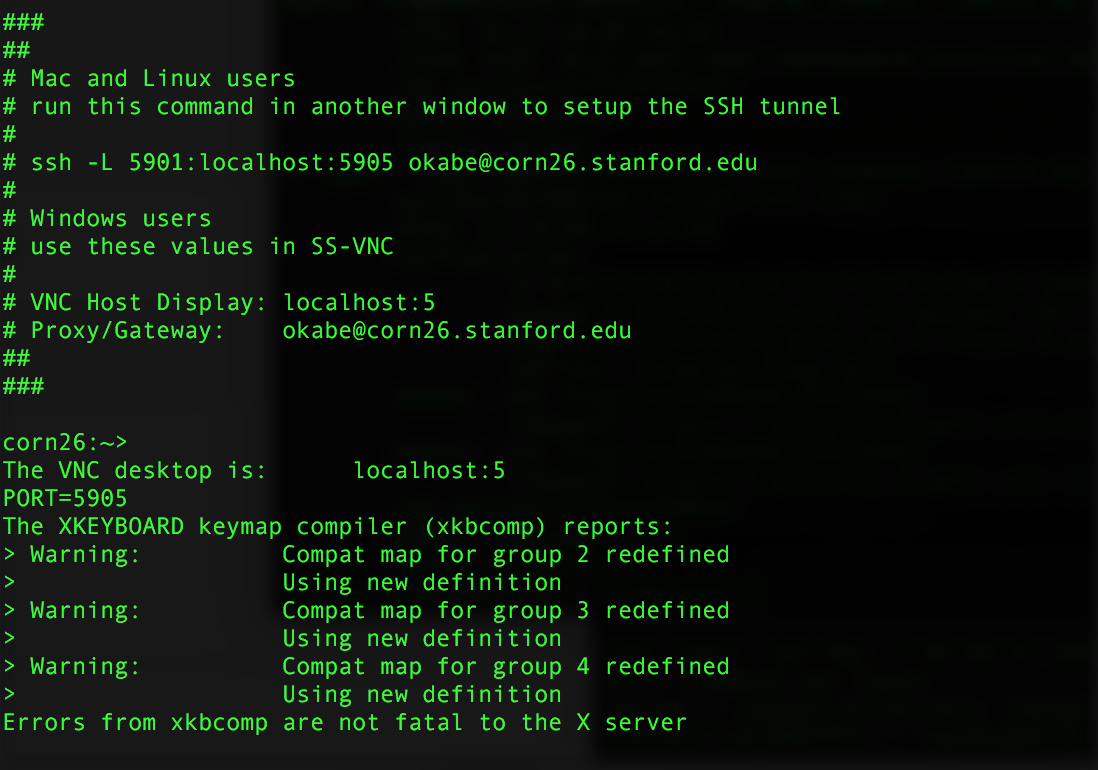 ###
##
# Mac and Linux users
# run this command in another window to setup the SSH tunnel
#
# ssh -L 5901:localhost:5905 okabe@corn26.stanford.edu
#
# Windows users
# use these values in SS-VNC
#
# VNC Host Display: localhost:5
# Proxy/Gateway:    okabe@corn26.stanford.edu
##
###

corn26:~>
The VNC desktop is:      localhost:5
PORT=5905
The XKEYBOARD keymap compiler (xkbcomp) reports:
> Warning:          Compat map for group 2 redefined
>                   Using new definition
> Warning:          Compat map for group 3 redefined
>                   Using new definition
> Warning:          Compat map for group 4 redefined
>                   Using new definition
Errors from xkbcomp are not fatal to the X server